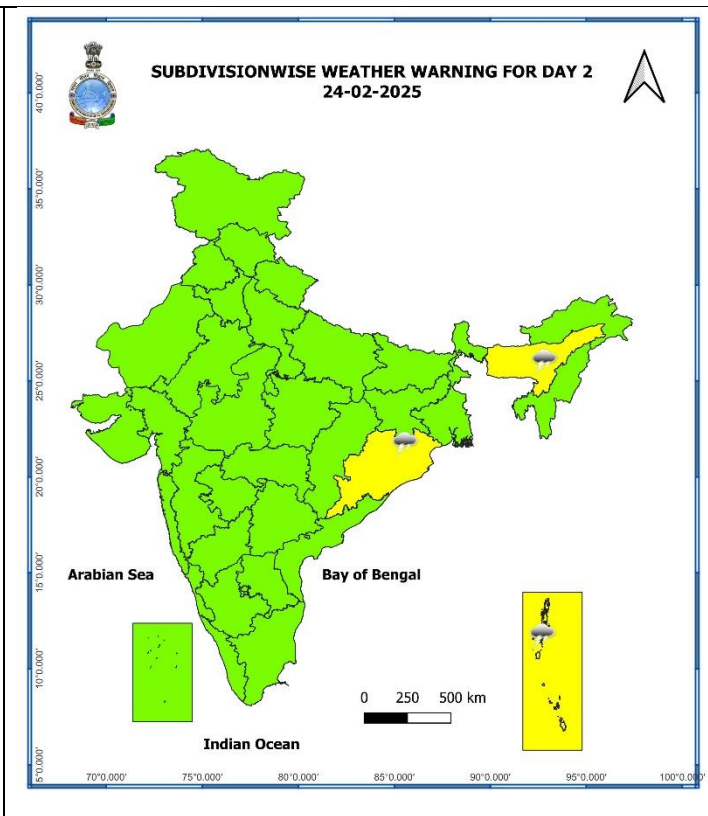 SUBDIVISIONWISE WEATHER WARNING FOR DAY 2
24-02-2025
40°0.000'
35°0.000'
30°0.000'
25°0.000'
20°0.000'
15°0.000'
10°0.000'
5°0.000'
Arabian Sea
Bay of Bengal
0 250 500 km
Indian Ocean
70°0.000' 75°0.000' 80°0.000' 85°0.000' 90°0.000' 95°0.000' 100°0.000'